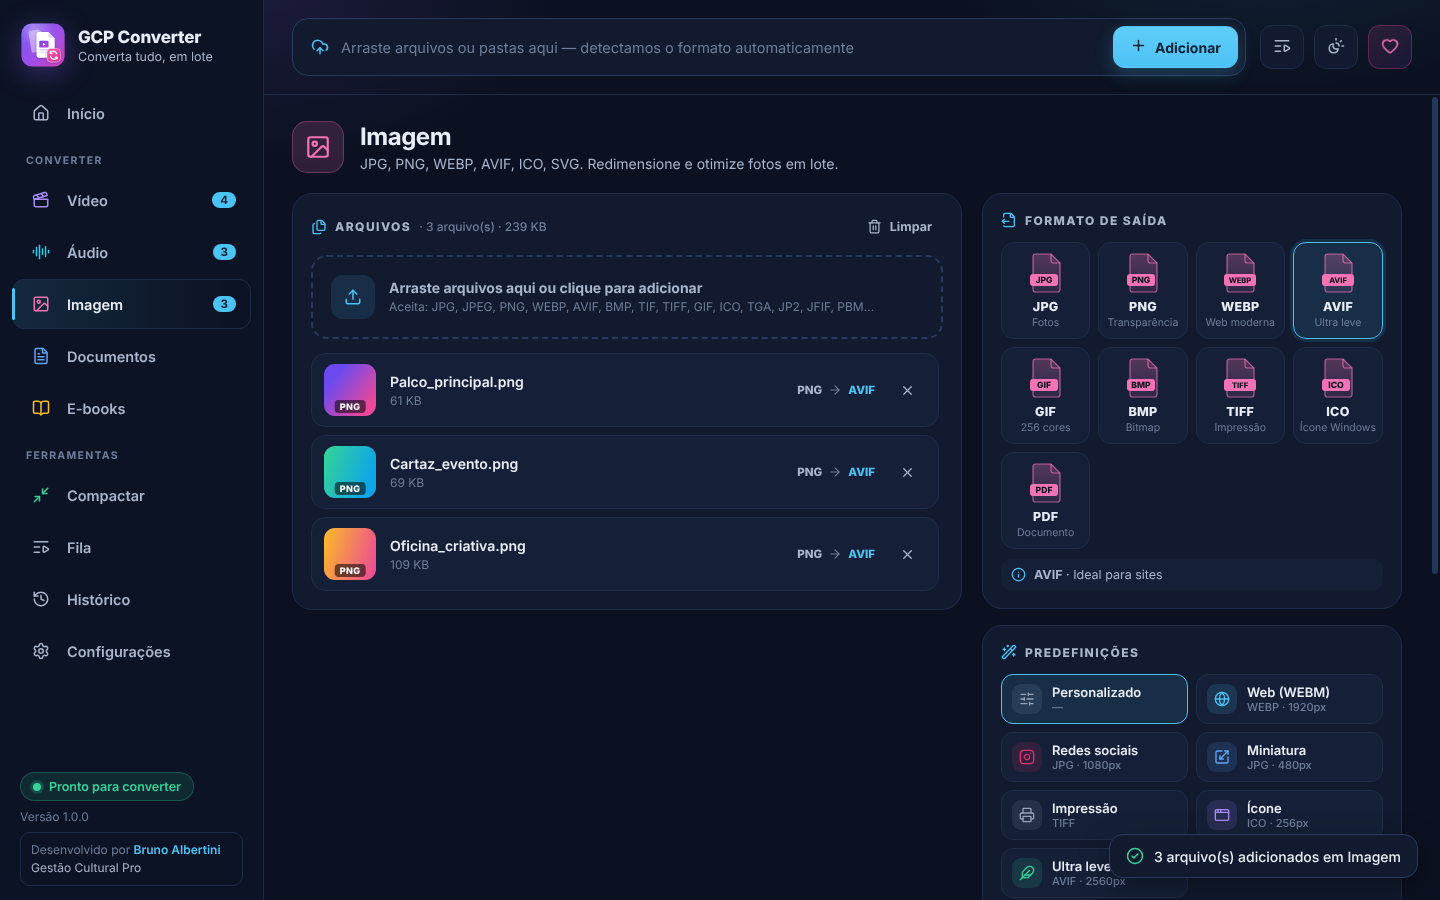 GCP Converter
Converta tudo, em lote
Início
CONVERTER
Vídeo 4
Áudio 3
Imagem 3
Documentos
E-books
FERRAMENTAS
Compactar
Fila
Histórico
Configurações
Pronto para converter
Versão 1.0.0
Desenvolvido por Bruno Albertini
Gestão Cultural Pro
Arraste arquivos ou pastas aqui — detectamos o formato automaticamente
Adicionar
Imagem
JPG, PNG, WEBP, AVIF, ICO, SVG. Redimensione e otimize fotos em lote.
ARQUIVOS · 3 arquivo(s) · 239 KB
Limpar
Arraste arquivos aqui ou clique para adicionar
Aceita: JPG, JPEG, PNG, WEBP, AVIF, BMP, TIF, TIFF, GIF, ICO, TGA, JP2, JFIF, PBM...
PNG
Palco_principal.png
61 KB
PNG → AVIF
PNG
Cartaz_evento.png
69 KB
PNG → AVIF
PNG
Oficina_criativa.png
109 KB
PNG → AVIF
FORMATO DE SAÍDA
JPG
JPG
Fotos
PNG
PNG
Transparência
WEBP
WEBP
Web moderna
AVIF
AVIF
Ultra leve
GIF
GIF
256 cores
BMP
BMP
Bitmap
TIFF
TIFF
Impressão
ICO
ICO
Ícone Windows
PDF
PDF
Documento
AVIF · Ideal para sites
PREDEFINIÇÕES
Personalizado
—
Web (WEBM)
WEBP · 1920px
Redes sociais
JPG · 1080px
Miniatura
JPG · 480px
Impressão
TIFF
Ícone
ICO · 256px
Ultra leve
AVIF · 2560px
3 arquivo(s) adicionados em Imagem